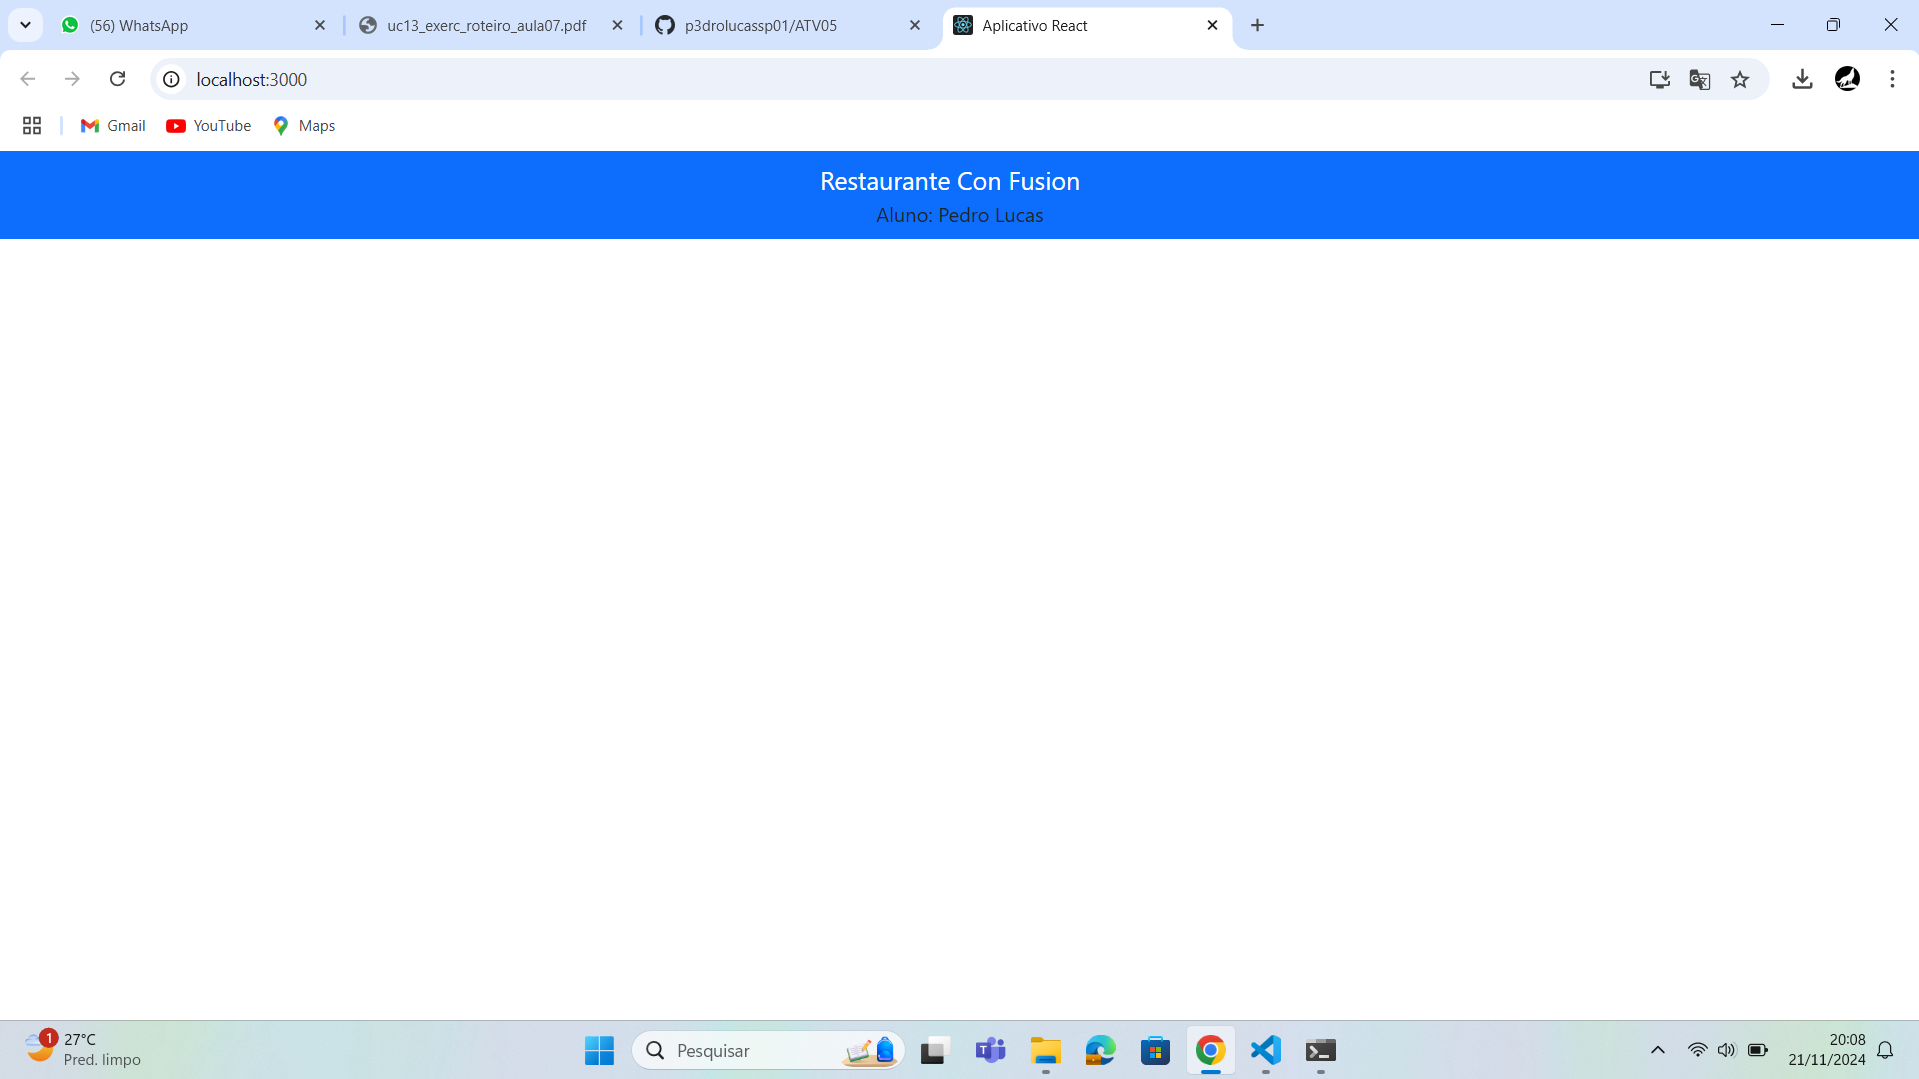 (56) WhatsApp
uc13_exerc_roteiro_aula07.pdf
p3drolucassp01/ATV05
Aplicativo React
localhost:3000
Gmail
YouTube
Maps
Restaurante Con Fusion
Aluno: Pedro Lucas
1
27°C
Pred. limpo
Pesquisar
20:08
21/11/2024